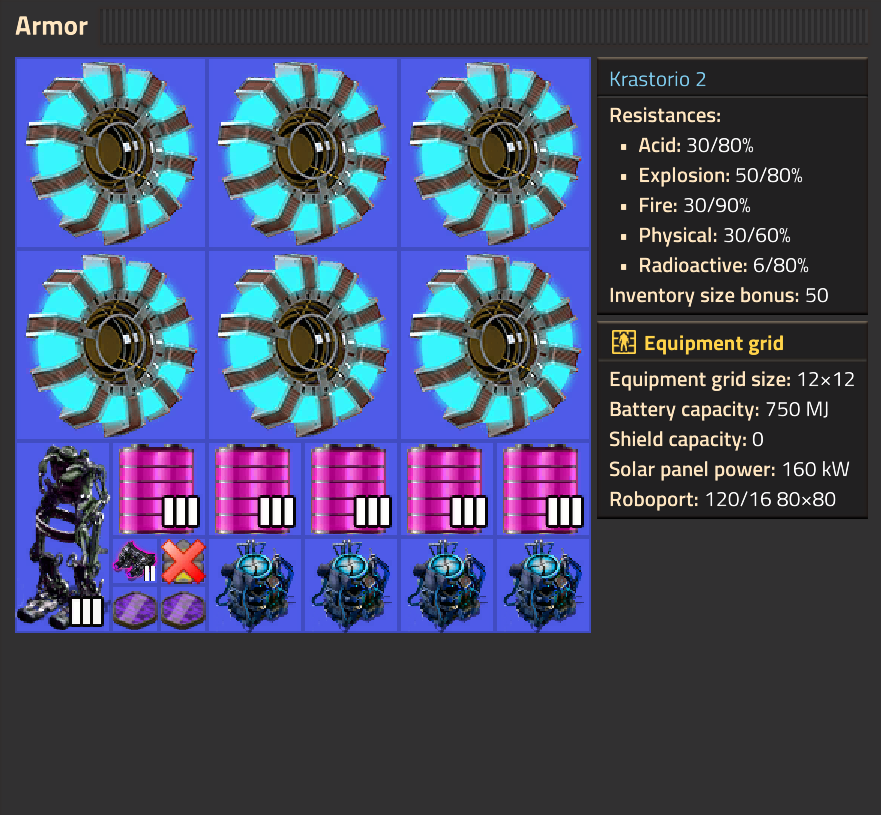 Armor
Krastorio 2
Resistances:
▪ Acid: 30/80%
▪ Explosion: 50/80%
▪ Fire: 30/90%
▪ Physical: 30/60%
▪ Radioactive: 6/80%
Inventory size bonus: 50
Equipment grid
Equipment grid size: 12×12
Battery capacity: 750 MJ
Shield capacity: 0
Solar panel power: 160 kW
Roboport: 120/16 80×80